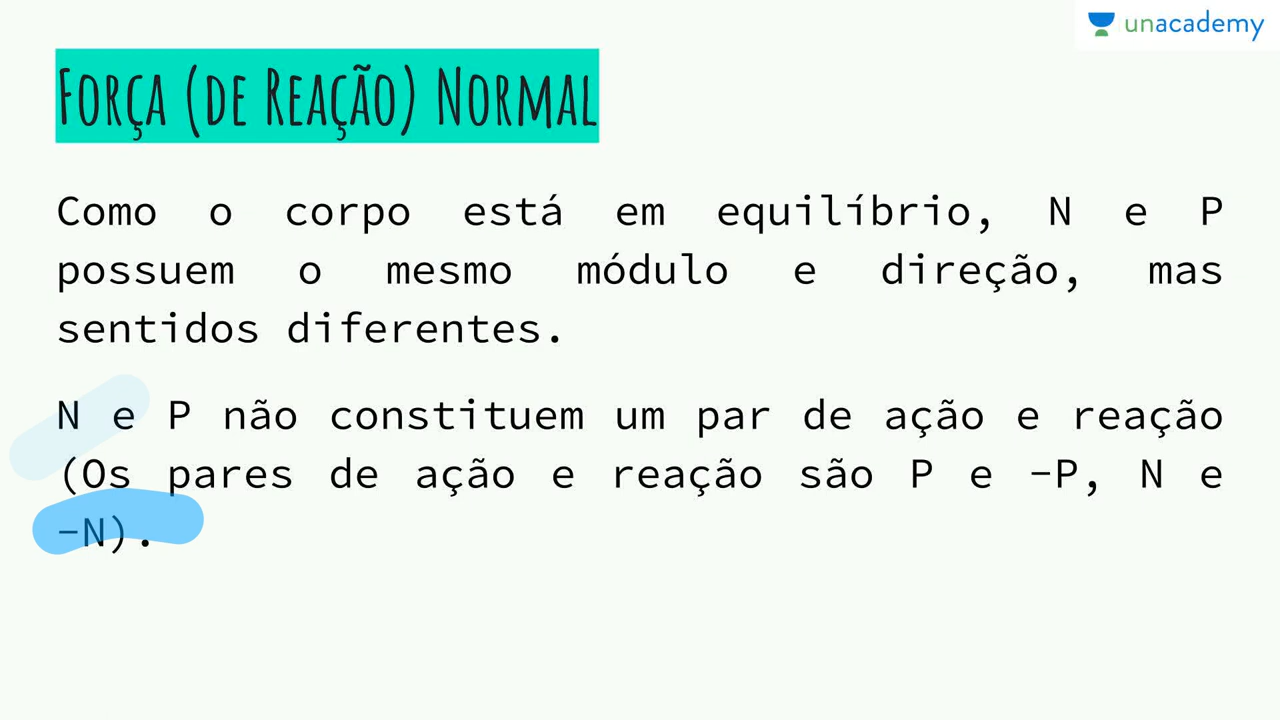 unacademy
Força (de Reação) Normal
Como o corpo está em equilíbrio, N e P
possuem o mesmo módulo e direção, mas
sentidos diferentes.
N e P não constituem um par de ação e reação
(Os pares de ação e reação são P e -P, N e
-N).